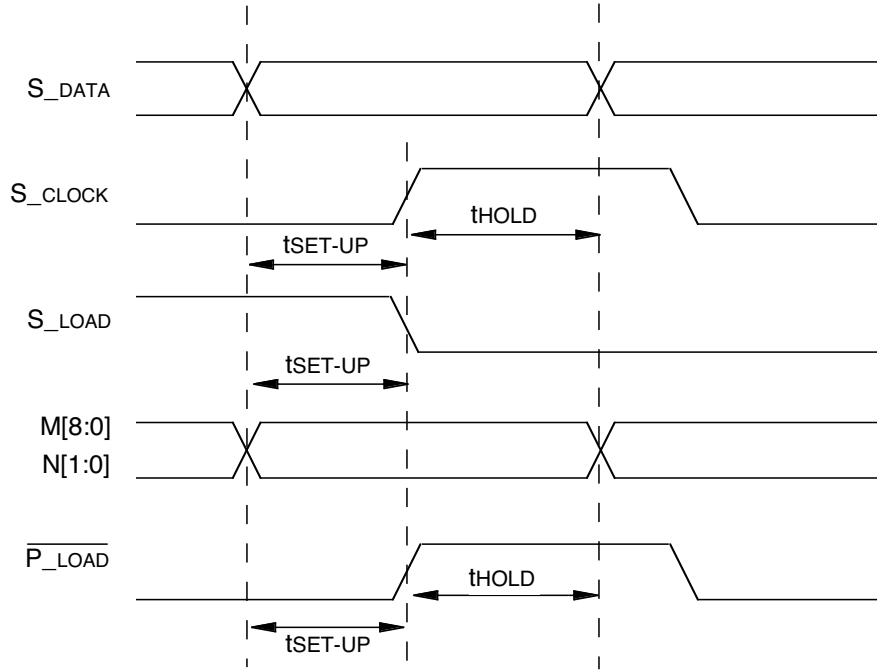 S_DATA
S_CLOCK
tHOLD
tSET-UP
S_LOAD
tSET-UP
M[8:0]
N[1:0]
P_LOAD
tHOLD
tSET-UP